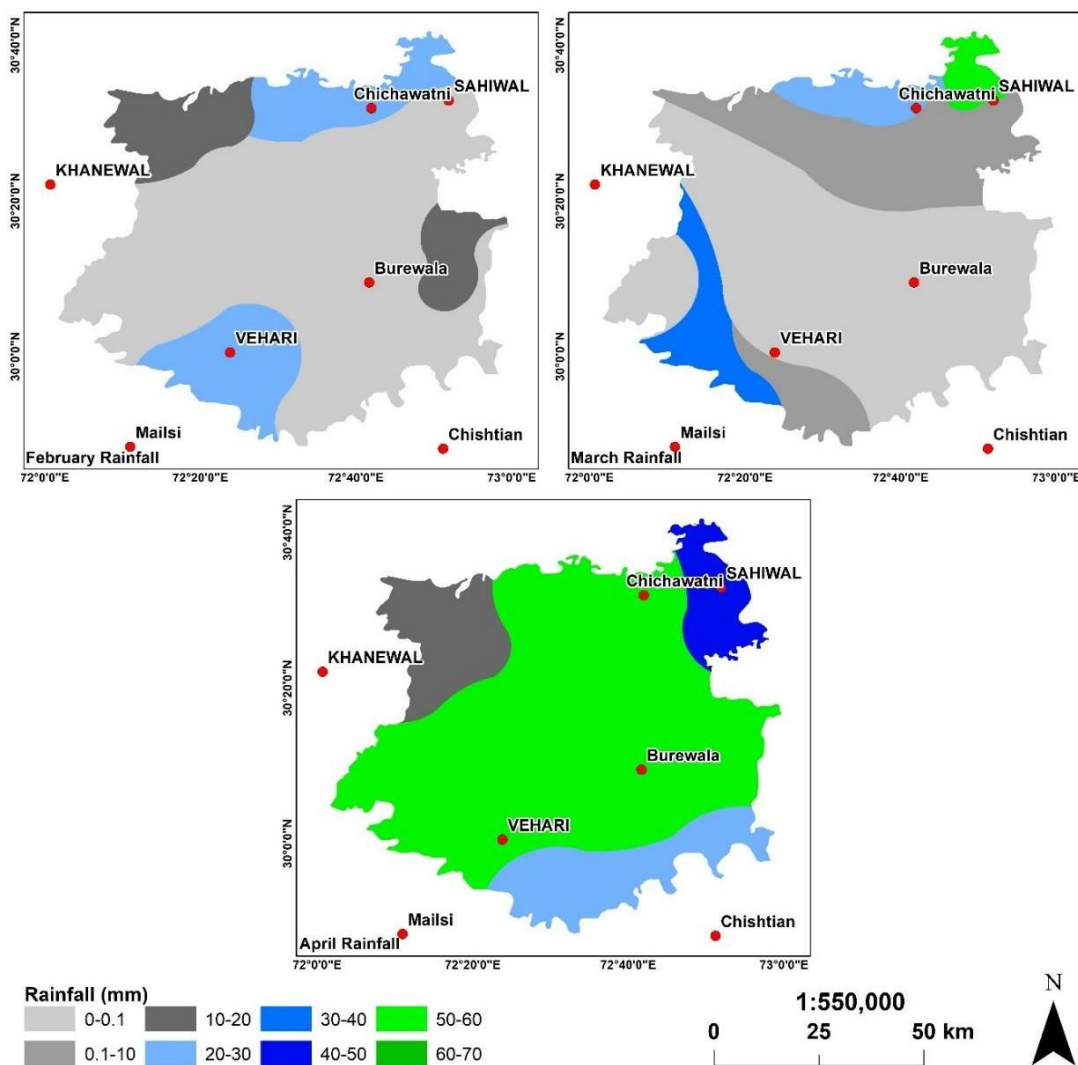 30°40'0"N
30°20'0"N
30°0'0"N
SAHIWAL
Chichawatni
KHANEWAL
Burewala
VEHARI
Mailsi
Chishtian
February Rainfall
72°0'0"E 72°20'0"E 72°40'0"E 73°0'0"E
30°40'0"N
30°20'0"N
30°0'0"N
SAHIWAL
Chichawatni
KHANEWAL
Burewala
VEHARI
Mailsi
Chishtian
March Rainfall
72°0'0"E 72°20'0"E 72°40'0"E 73°0'0"E
30°40'0"N
30°20'0"N
30°0'0"N
SAHIWAL
Chichawatni
KHANEWAL
Burewala
VEHARI
Mailsi
Chishtian
April Rainfall
72°0'0"E 72°20'0"E 72°40'0"E 73°0'0"E
Rainfall (mm)
0-0.1 10-20 30-40 50-60
0.1-10 20-30 40-50 60-70
1:550,000
0 25 50 km
N